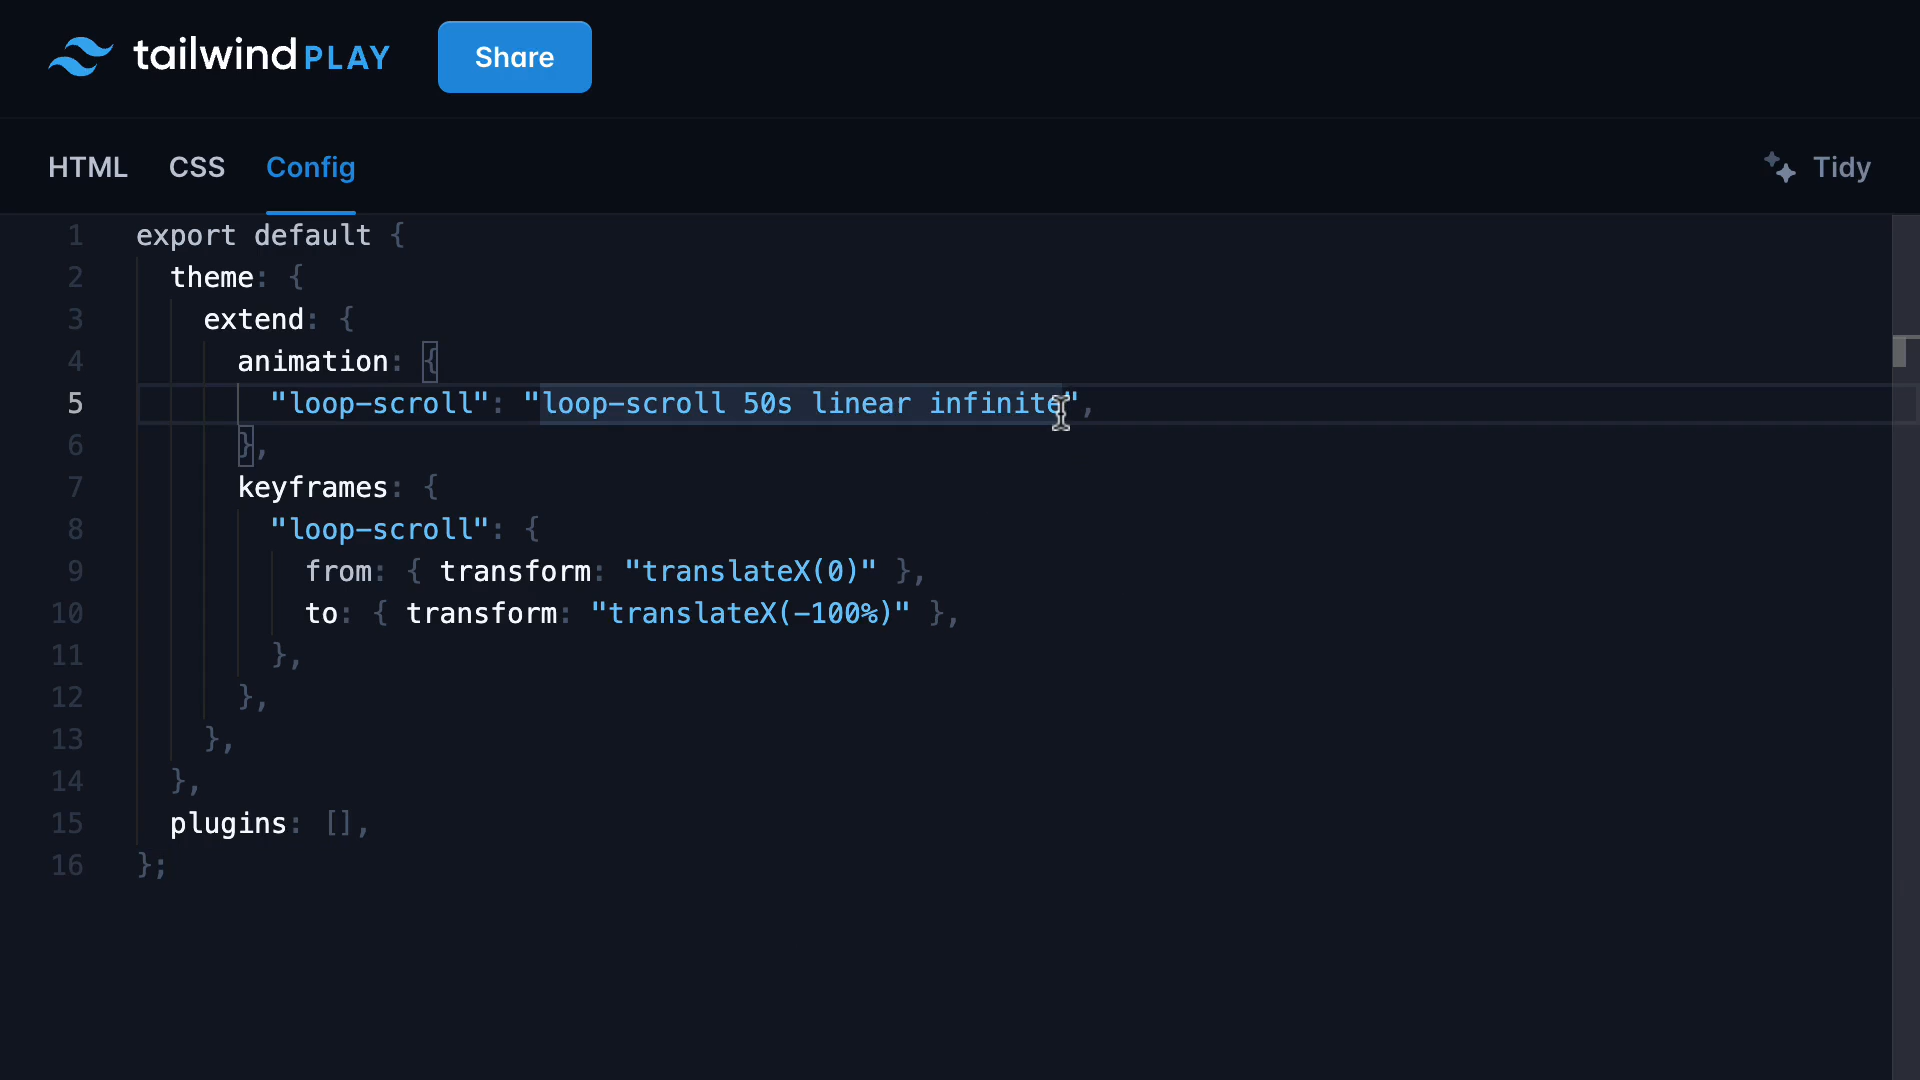 tailwind PLAY Share
HTML CSS Config Tidy
1 export default {
2 theme: {
3 extend: {
4 animation: {
5 "loop-scroll": "loop-scroll 50s linear infinite",
6 },
7 keyframes: {
8 "loop-scroll": {
9 from: { transform: "translateX(0)" },
10 to: { transform: "translateX(-100%)" },
11 },
12 },
13 },
14 },
15 plugins: [],
16 };